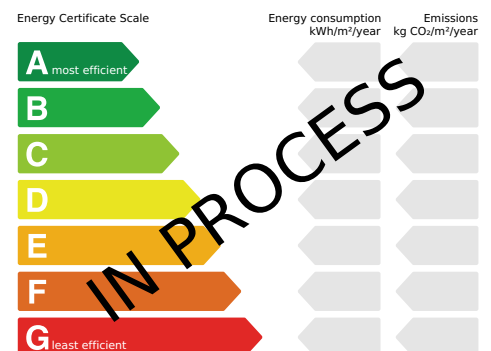 Energy Certificate Scale
Energy consumption
kWh/m²/year
Emissions
kg CO₂/m²/year
A most efficient
B
C
D
E
F
G least efficient
IN PROCESS